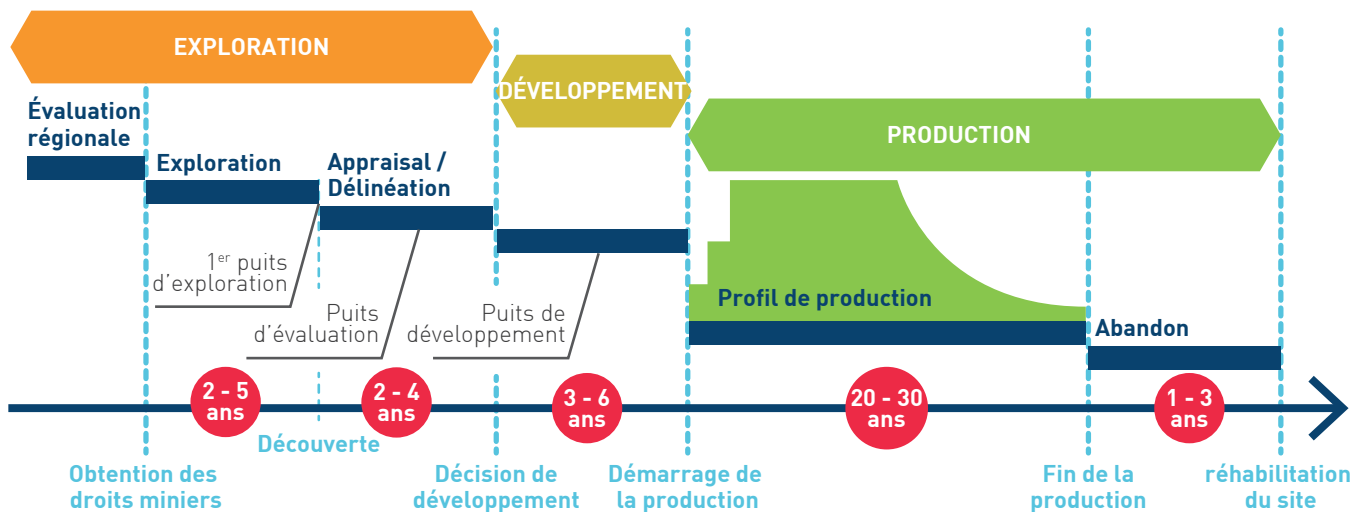 EXPLORATION
DÉVELOPPEMENT
PRODUCTION
Évaluation
régionale
Exploration
Appraisal /
Délinéation
1er puits
d'exploration
Puits
d'évaluation
Puits de
développement
Profil de production
Abandon
2 - 5
ans
2 - 4
ans
3 - 6
ans
20 - 30
ans
1 - 3
ans
Découverte
Obtention des
droits miniers
Décision de
développement
Démarrage de
la production
Fin de la
production
réhabilitation
du site